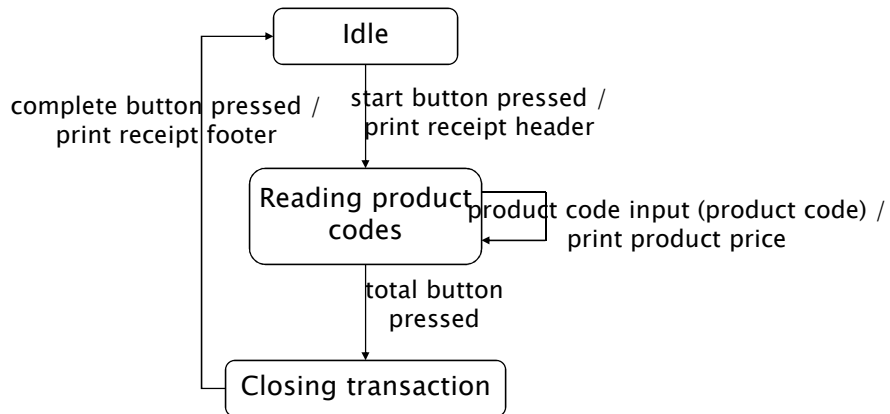 Idle
complete button pressed /
print receipt footer
start button pressed /
print receipt header
Reading product
codes
product code input (product code) /
print product price
total button
pressed
Closing transaction